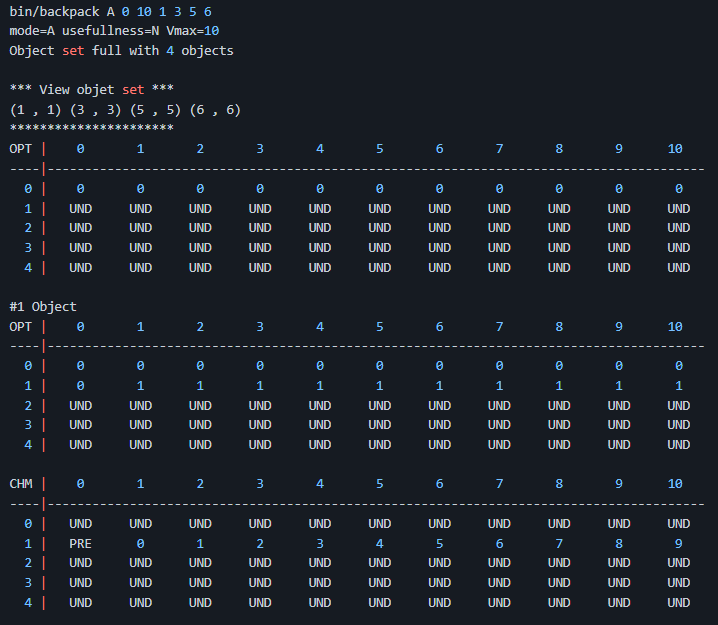 bin/backpack A 0 10 1 3 5 6
mode=A usefullness=N Vmax=10
Object set full with 4 objects
*** View objet set ***
(1 , 1) (3 , 3) (5 , 5) (6 , 6)
**********************
OPT | 0 1 2 3 4 5 6 7 8 9 10
----|----------------------------------------------------------------------------------------
0 | 0 0 0 0 0 0 0 0 0 0 0
1 | UND UND UND UND UND UND UND UND UND UND UND
2 | UND UND UND UND UND UND UND UND UND UND UND
3 | UND UND UND UND UND UND UND UND UND UND UND
4 | UND UND UND UND UND UND UND UND UND UND UND
#1 Object
OPT | 0 1 2 3 4 5 6 7 8 9 10
----|----------------------------------------------------------------------------------------
0 | 0 0 0 0 0 0 0 0 0 0 0
1 | 0 1 1 1 1 1 1 1 1 1 1
2 | UND UND UND UND UND UND UND UND UND UND UND
3 | UND UND UND UND UND UND UND UND UND UND UND
4 | UND UND UND UND UND UND UND UND UND UND UND
CHM | 0 1 2 3 4 5 6 7 8 9 10
----|----------------------------------------------------------------------------------------
0 | UND UND UND UND UND UND UND UND UND UND UND
1 | PRE 0 1 2 3 4 5 6 7 8 9
2 | UND UND UND UND UND UND UND UND UND UND UND
3 | UND UND UND UND UND UND UND UND UND UND UND
4 | UND UND UND UND UND UND UND UND UND UND UND